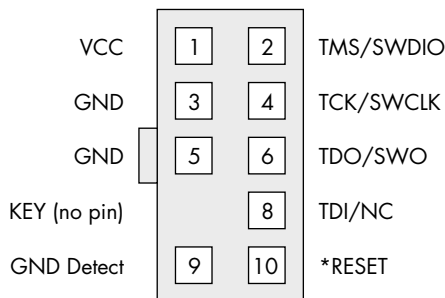 VCC 1 2 TMS/SWDIO
GND 3 4 TCK/SWCLK
GND 5 6 TDO/SWO
KEY (no pin) 8 TDI/NC
GND Detect 9 10 *RESET